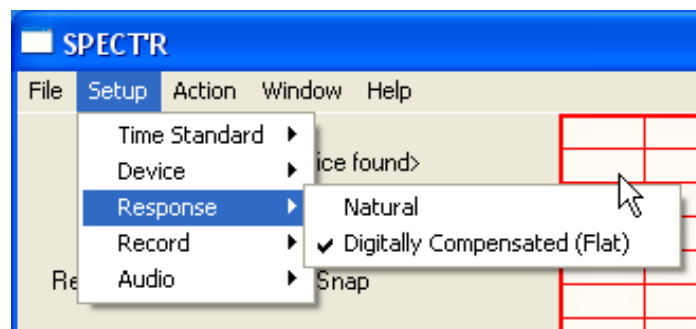 SPECT'R
File Setup Action Window Help
Time Standard
Device
ice found>
Response
Natural
Record
Digitally Compensated (Flat)
Re
Audio
Snap